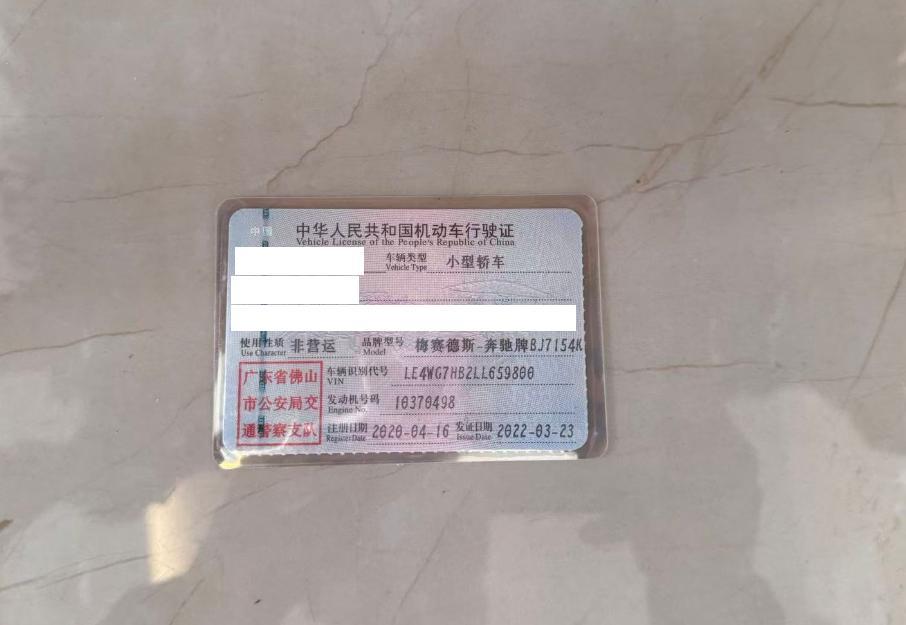 中国
中华人民共和国机动车行驶证
Vehicle License of the People's Republic of China
车辆类型 小型轿车
Vehicle Type
使用性质 非营运 品牌型号 梅赛德斯-奔驰牌BJ7154K
Use Character Model
广东省佛山
市公安局交
通警察支队
车辆识别代号 LE4WG7HB2LL659800
VIN
发动机号码 10370498
Engine No.
注册日期 2020-04-16 发证日期 2022-03-23
Register Date Issue Date